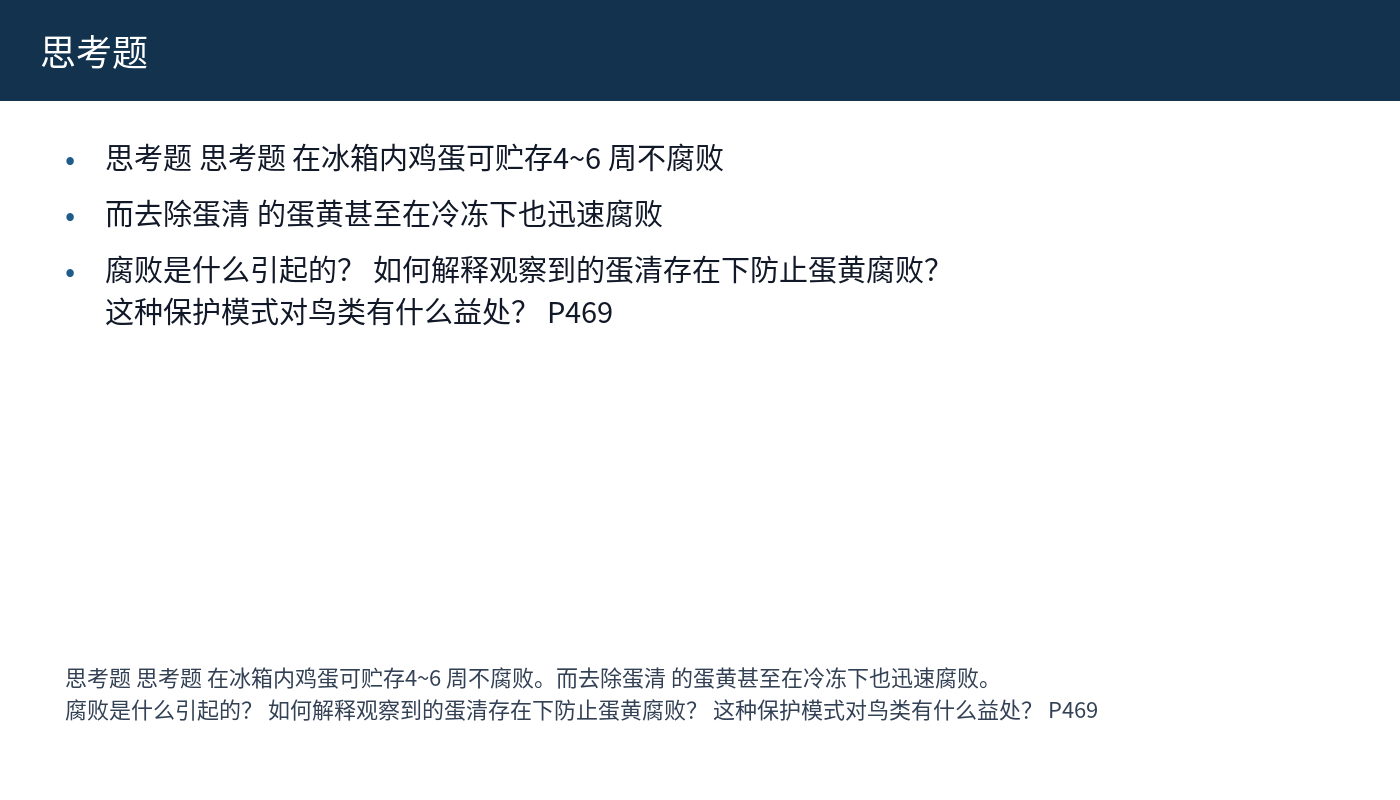 思考题
• 思考题 思考题 在冰箱内鸡蛋可贮存4~6 周不腐败
• 而去除蛋清 的蛋黄甚至在冷冻下也迅速腐败
• 腐败是什么引起的？ 如何解释观察到的蛋清存在下防止蛋黄腐败？
这种保护模式对鸟类有什么益处？ P469
思考题 思考题 在冰箱内鸡蛋可贮存4~6 周不腐败。而去除蛋清 的蛋黄甚至在冷冻下也迅速腐败。
腐败是什么引起的？ 如何解释观察到的蛋清存在下防止蛋黄腐败？ 这种保护模式对鸟类有什么益处？ P469